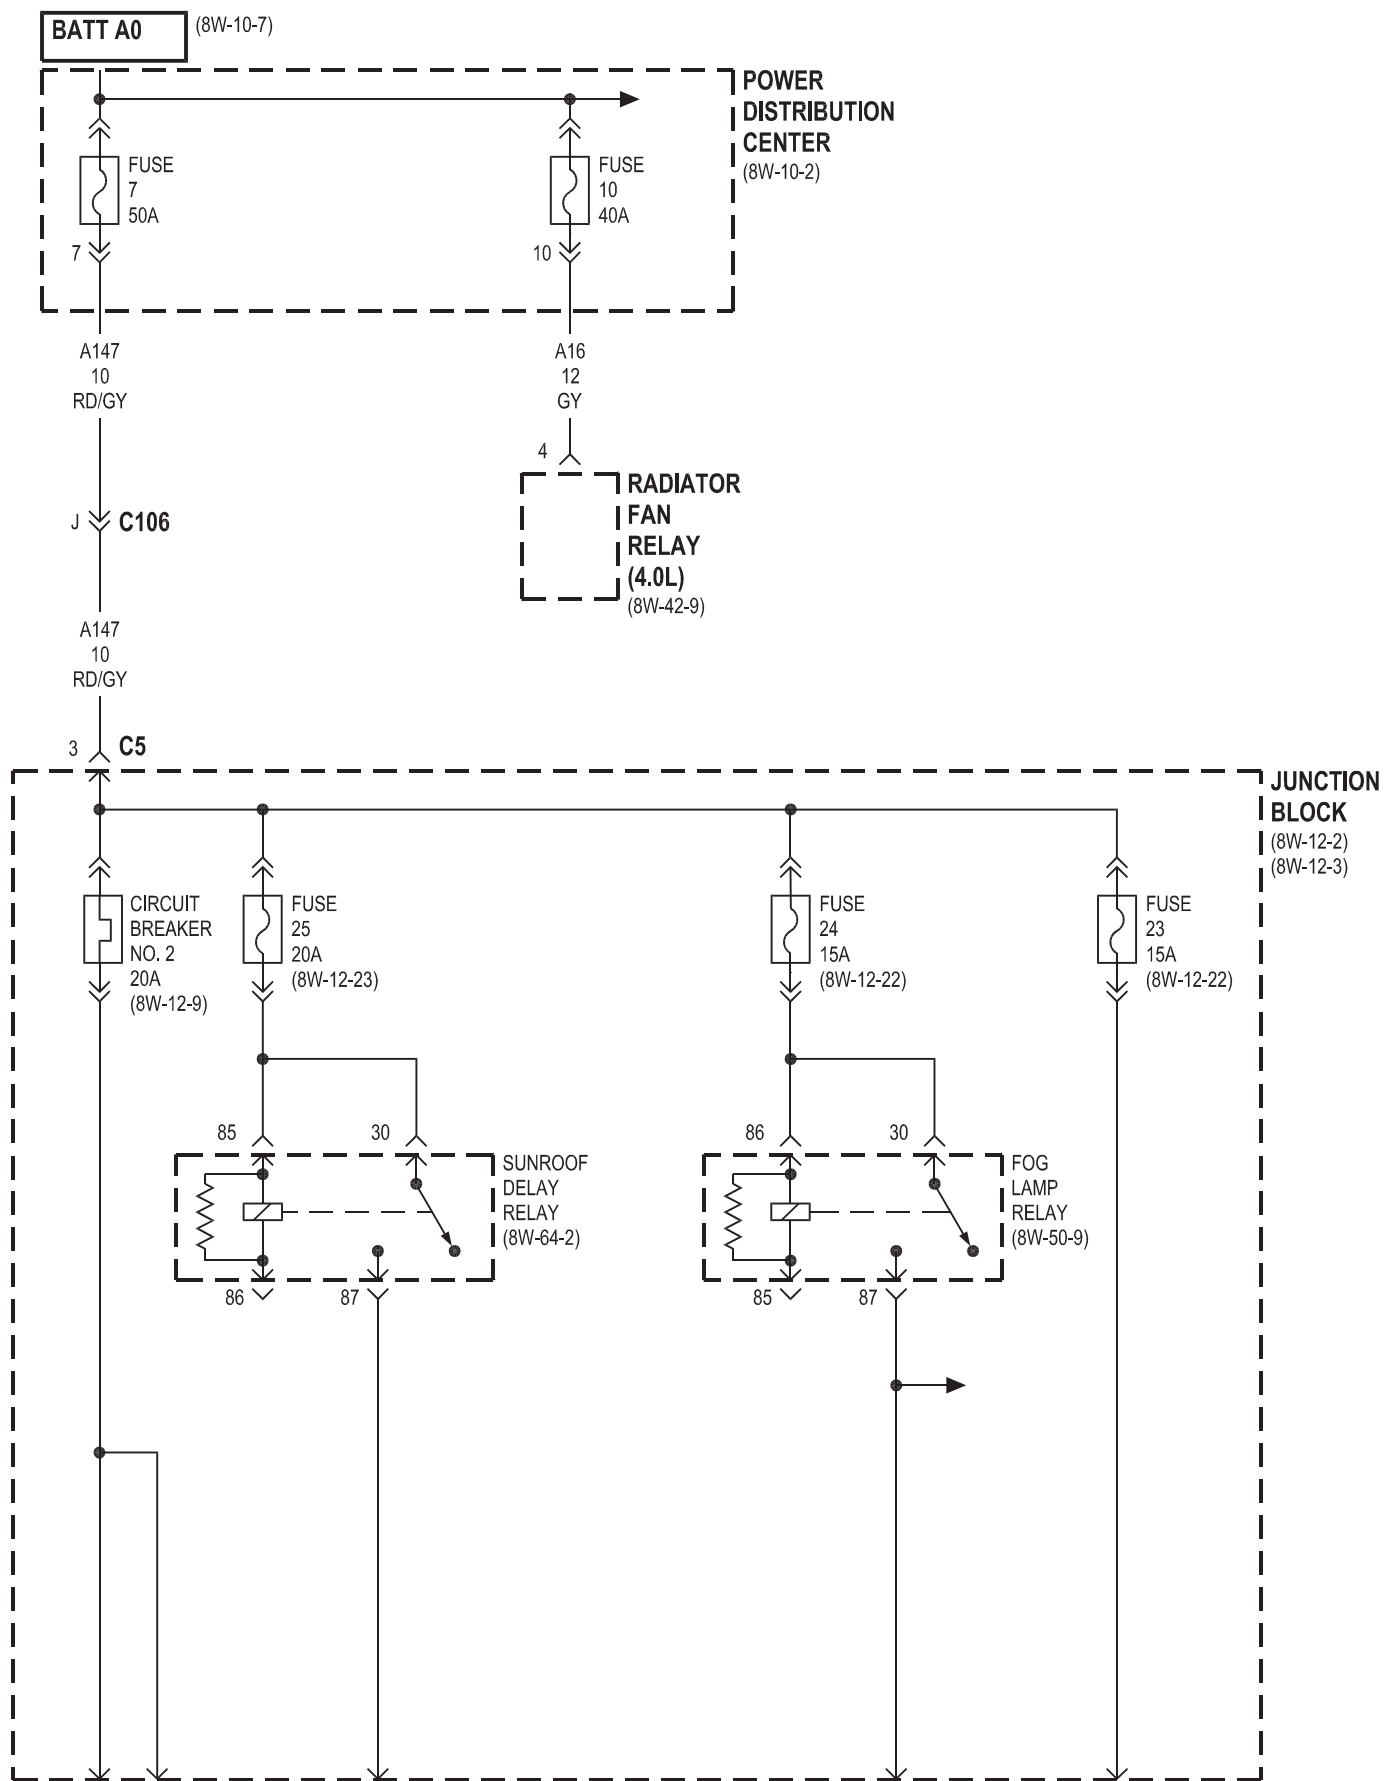 BATT A0
(8W-10-7)
POWER
DISTRIBUTION
CENTER
(8W-10-2)
FUSE
7
50A
7
FUSE
10
40A
10
A147
10
RD/GY
A16
12
GY
4
RADIATOR
FAN
RELAY
(4.0L)
(8W-42-9)
J
C106
A147
10
RD/GY
3
C5
JUNCTION
BLOCK
(8W-12-2)
(8W-12-3)
CIRCUIT
BREAKER
NO. 2
20A
(8W-12-9)
FUSE
25
20A
(8W-12-23)
FUSE
24
15A
(8W-12-22)
FUSE
23
15A
(8W-12-22)
85
30
SUNROOF
DELAY
RELAY
(8W-64-2)
86
87
86
30
FOG
LAMP
RELAY
(8W-50-9)
85
87